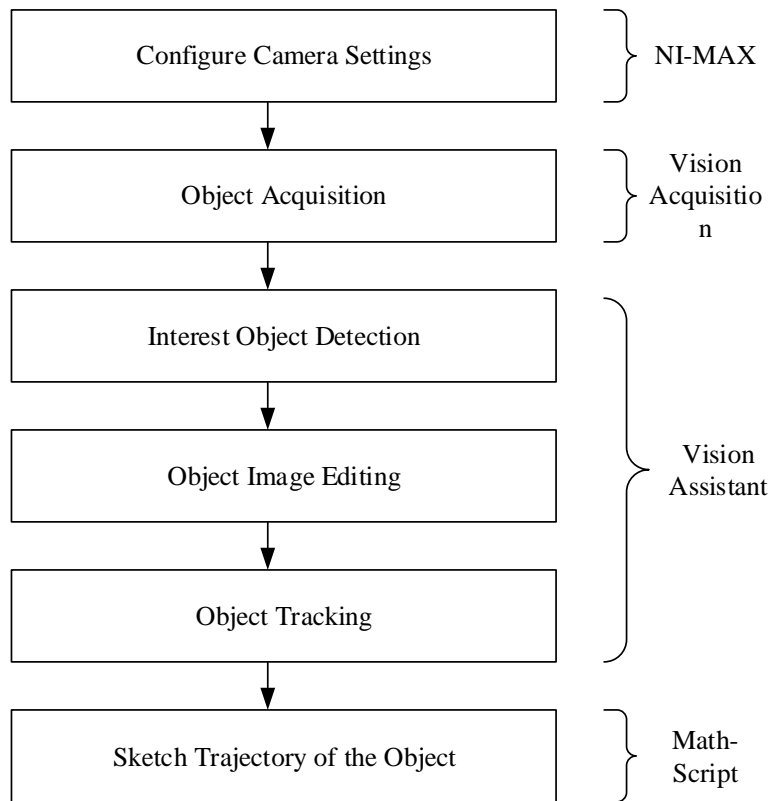 Configure Camera Settings
NI-MAX
Object Acquisition
Vision
Acquisitio
n
Interest Object Detection
Object Image Editing
Vision
Assistant
Object Tracking
Sketch Trajectory of the Object
Math-
Script